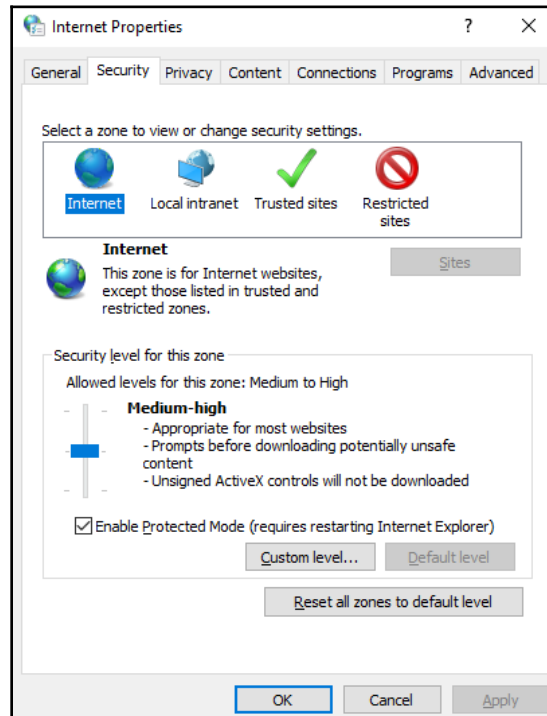 Internet Properties
?
General Security Privacy Content Connections Programs Advanced
Select a zone to view or change security settings.
Internet Local intranet Trusted sites Restricted
sites
Internet
Sites
This zone is for Internet websites,
except those listed in trusted and
restricted zones.
Security level for this zone
Allowed levels for this zone: Medium to High
Medium-high
- Appropriate for most websites
- Prompts before downloading potentially unsafe
content
- Unsigned ActiveX controls will not be downloaded
Enable Protected Mode (requires restarting Internet Explorer)
Custom level... Default level
Reset all zones to default level
OK Cancel Apply